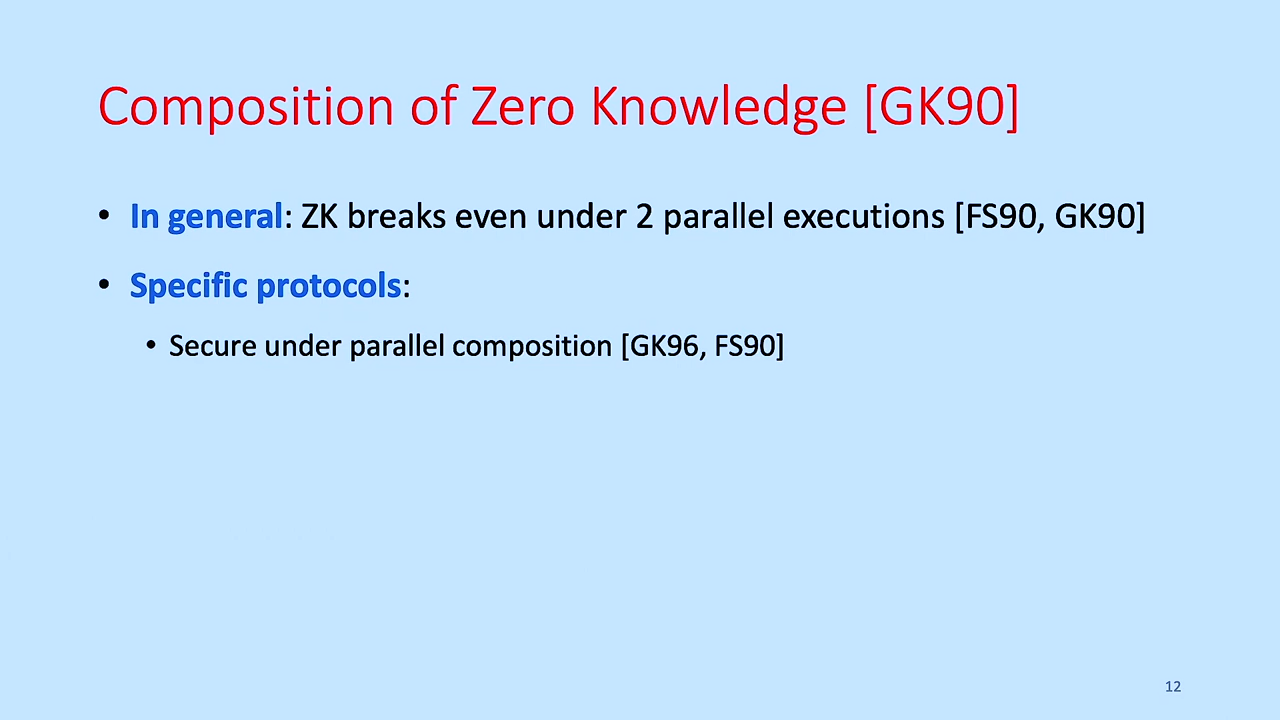 Composition of Zero Knowledge [GK90]
• In general: ZK breaks even under 2 parallel executions [FS90, GK90]
• Specific protocols:
• Secure under parallel composition [GK96, FS90]
12